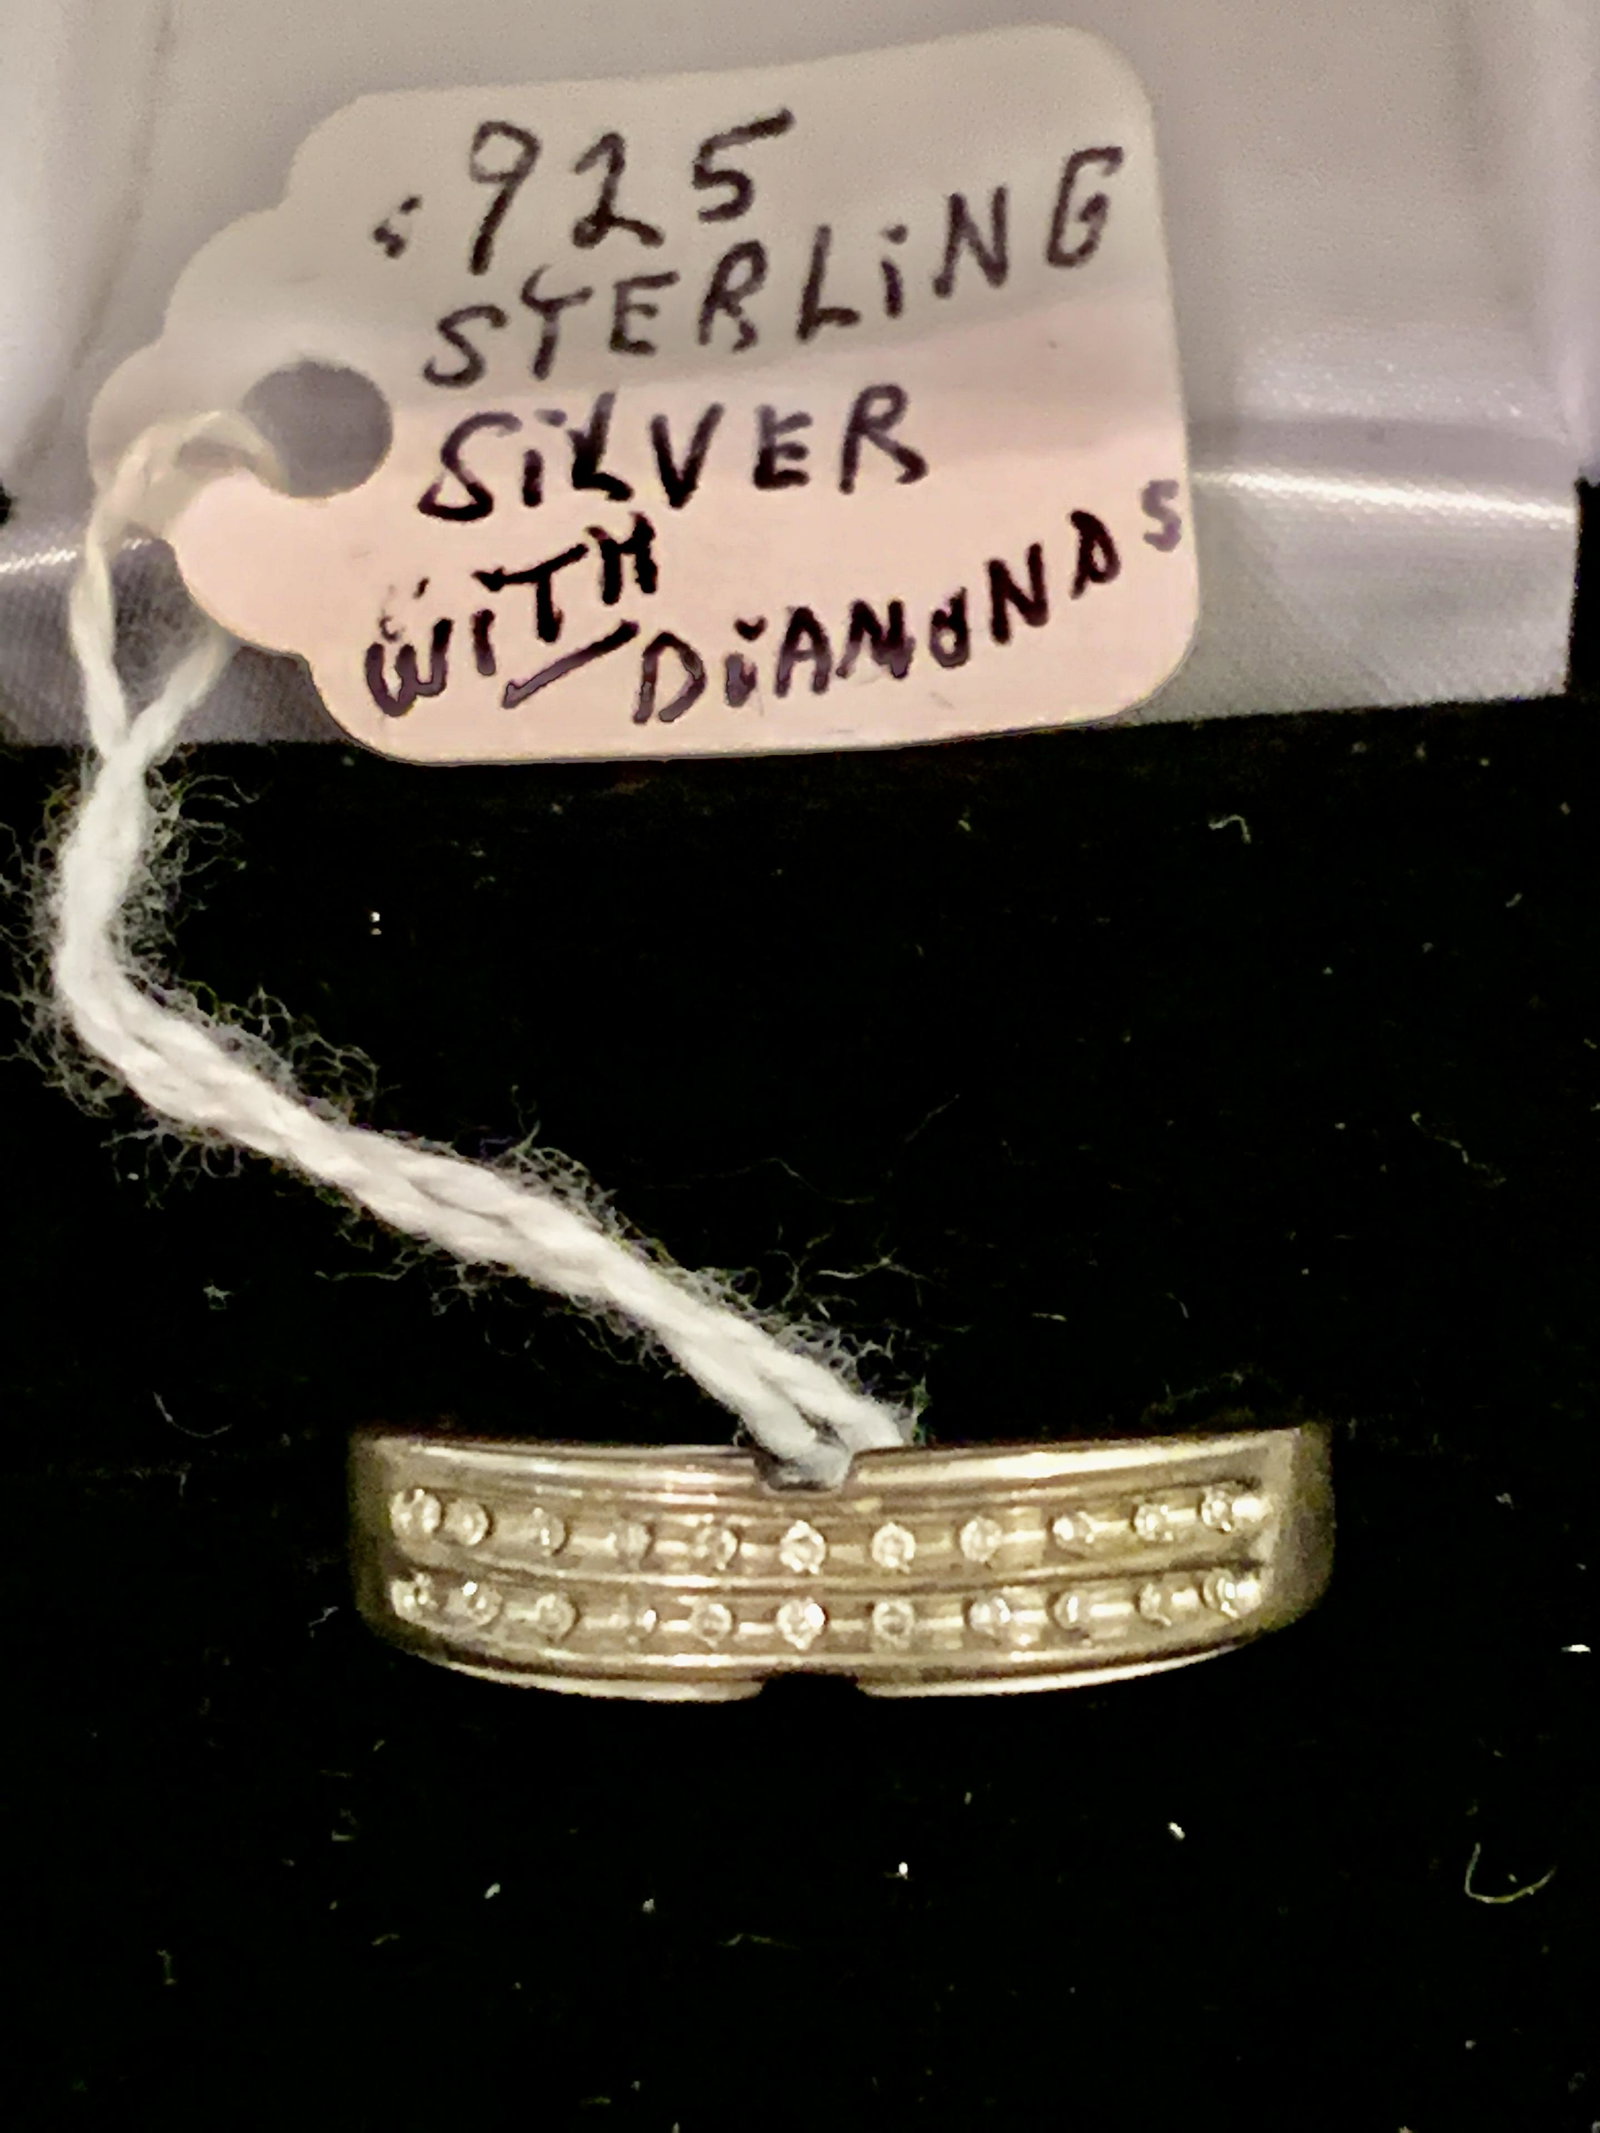 .925
STERLiNG
SiLVER
WITH
DiAMONDS